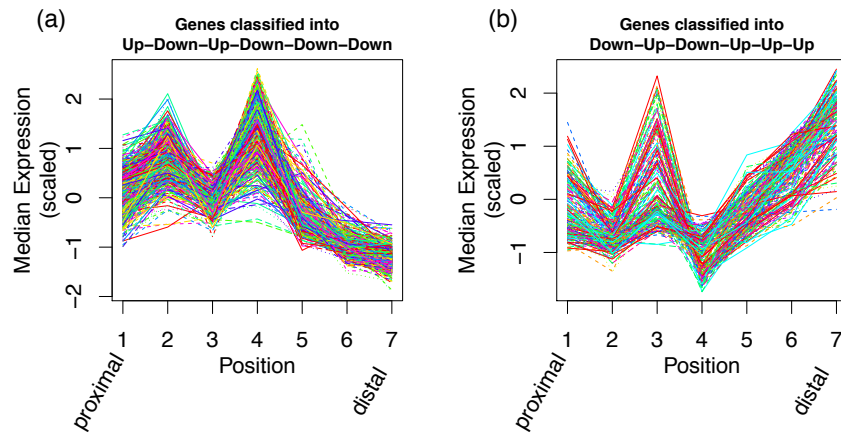 (a)
Genes classified into
Up−Down−Up−Down−Down−Down
Median Expression
(scaled)
2
1
0
−1
−2
1 2 3 4 5 6 7
Position
proximal
distal
(b)
Genes classified into
Down−Up−Down−Up−Up−Up
Median Expression
(scaled)
2
1
0
−1
1 2 3 4 5 6 7
Position
proximal
distal